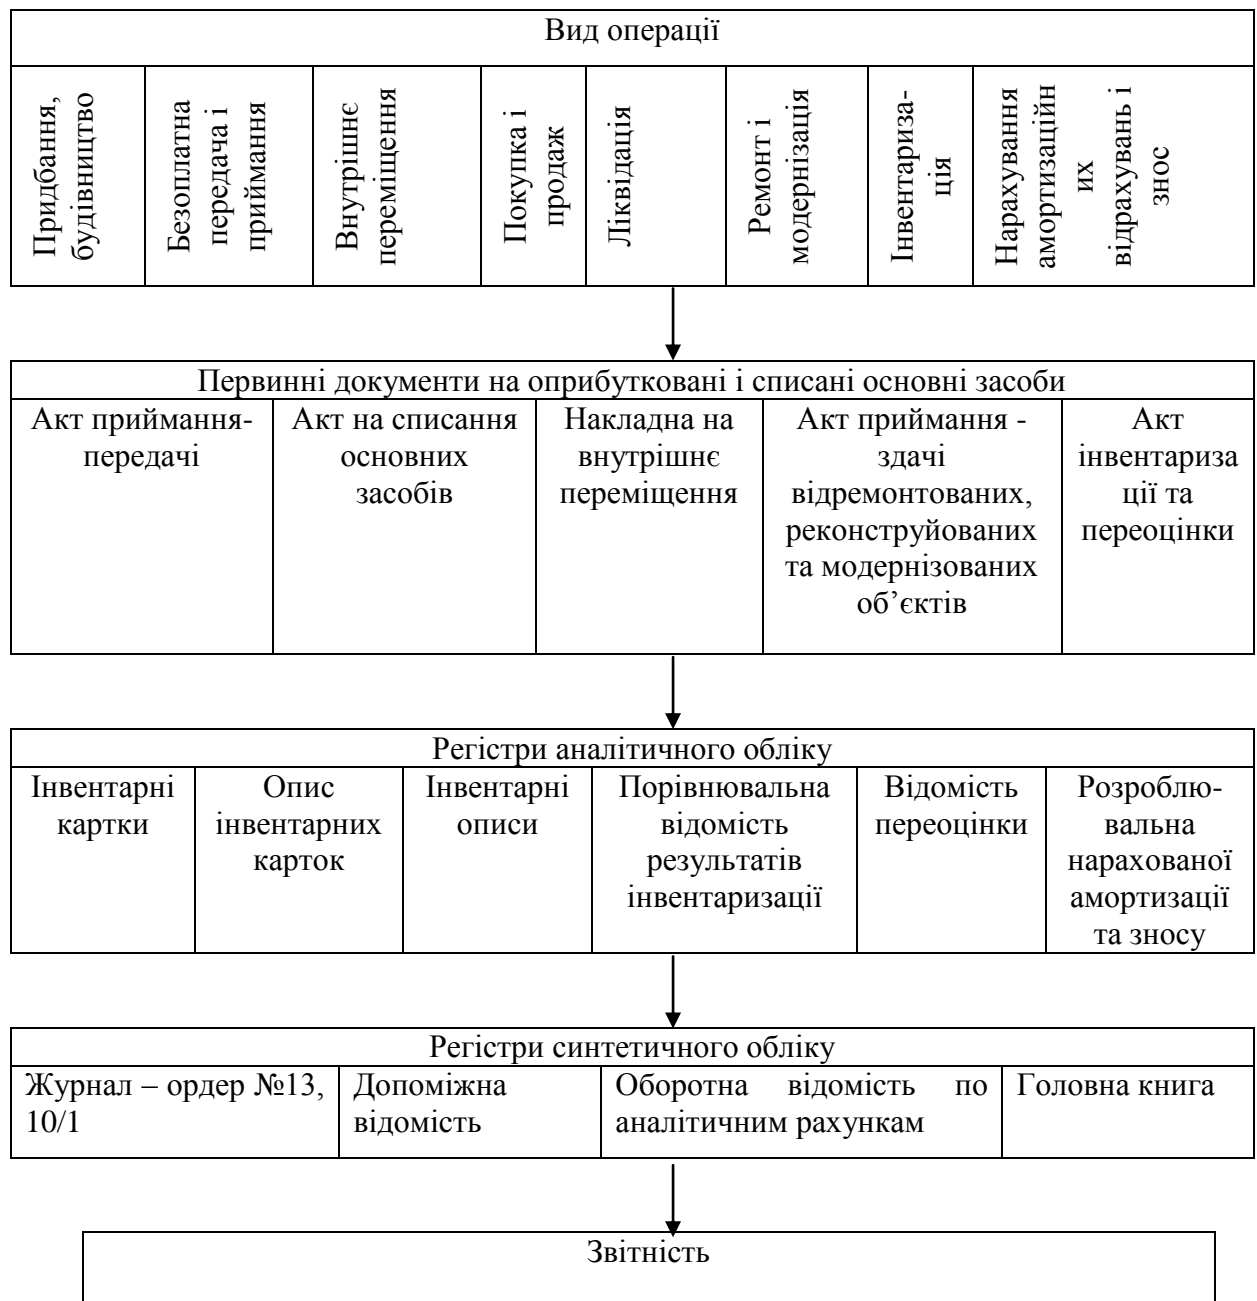 Вид операції
Придбання,
будівництво
Безоплатна
передача і
приймання
Внутрішнє
переміщення
Покупка і
продаж
Ліквідація
Ремонт і
модернізація
Інвентариза-
ція
Нарахування
амортизаційн
их
відрахувань і
знос
Первинні документи на оприбутковані і списані основні засоби
Акт приймання-
передачі
Акт на списання
основних
засобів
Накладна на
внутрішнє
переміщення
Акт приймання -
здачі
відремонтованих,
реконструйованих
та модернізованих
об’єктів
Акт
інвентариза
ції та
переоцінки
Регістри аналітичного обліку
Інвентарні
картки
Опис
інвентарних
карток
Інвентарні
описи
Порівнювальна
відомість
результатів
інвентаризації
Відомість
переоцінки
Розроблю-
вальна
нарахованої
амортизації
та зносу
Регістри синтетичного обліку
Журнал – ордер №13,
10/1
Допоміжна
відомість
Оборотна відомість по
аналітичним рахункам
Головна книга
Звітність